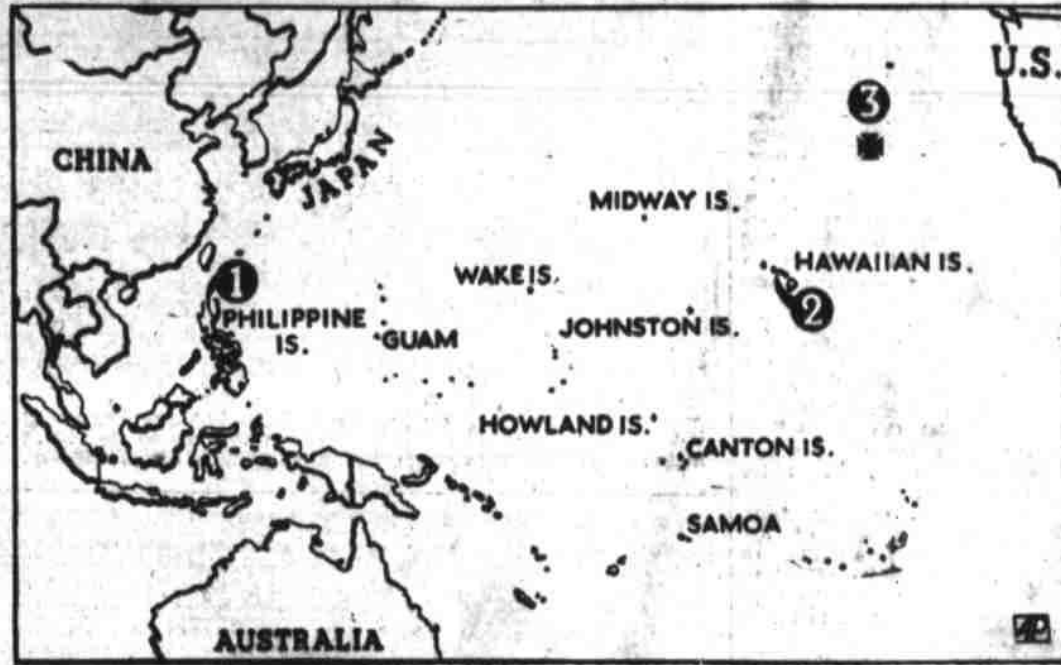 U.S.
3
CHINA
JAPAN
MIDWAY IS.
HAWAIIAN IS.
WAKE IS.
1
2
PHILIPPINE
IS.
GUAM
JOHNSTON IS.
HOWLAND IS.
CANTON IS.
SAMOA
AUSTRALIA
AP